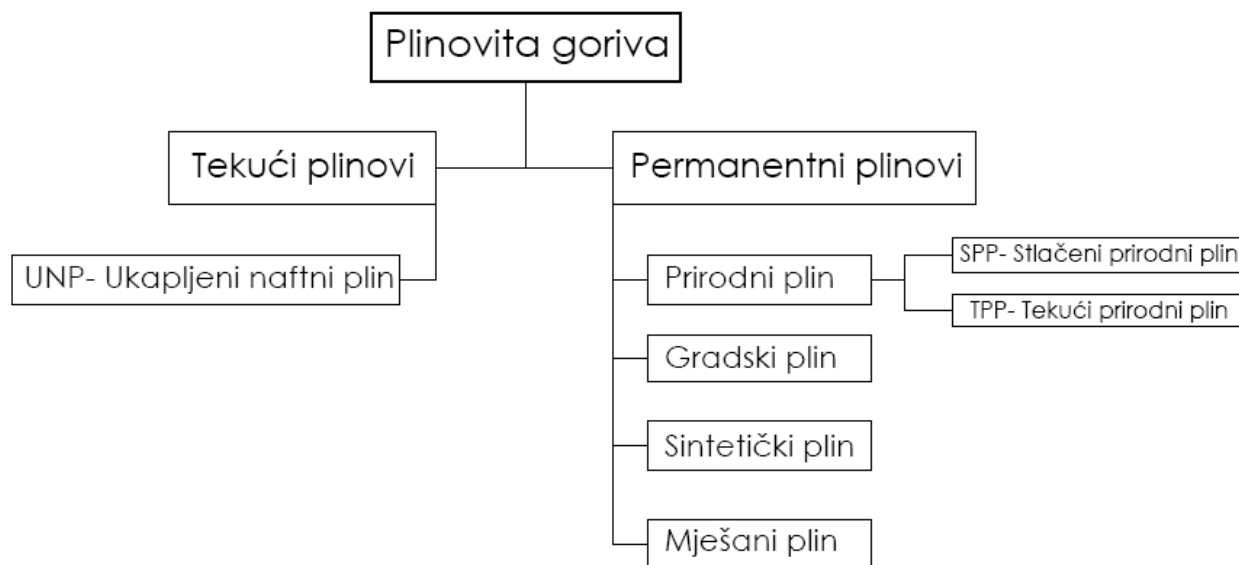 Plinovita goriva
Tekući plinovi
Permanentni plinovi
UNP- Ukapljeni naftni plin
Prirodni plin
SPP- Stlačeni prirodni plin
TPP- Tekući prirodni plin
Gradski plin
Sintetički plin
Mješani plin